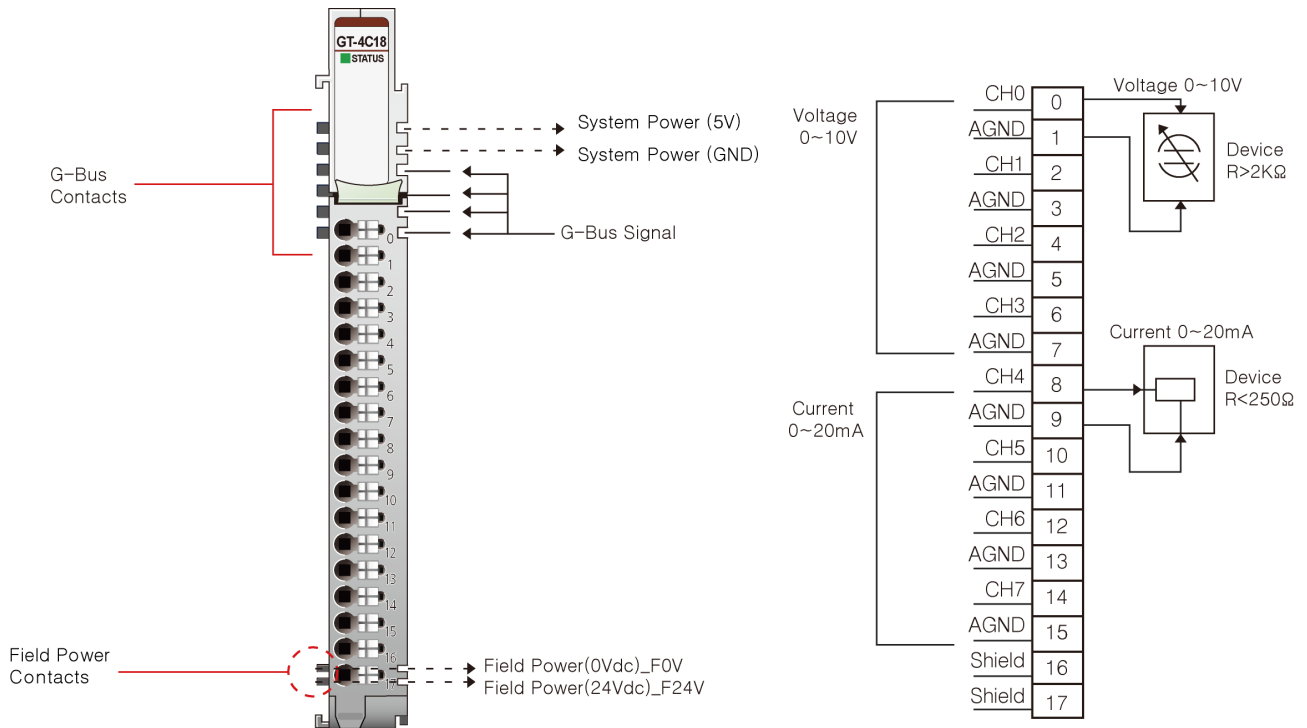 GT-4C18
STATUS
System Power (5V)
System Power (GND)
G-Bus
Contacts
G-Bus Signal
0
1
2
3
4
5
6
7
8
9
10
11
12
13
14
15
16
17
Field Power
Contacts
Field Power(0Vdc)_F0V
Field Power(24Vdc)_F24V
Voltage
0~10V
Current
0~20mA
CH0 0
AGND 1
CH1 2
AGND 3
CH2 4
AGND 5
CH3 6
AGND 7
CH4 8
AGND 9
CH5 10
AGND 11
CH6 12
AGND 13
CH7 14
AGND 15
Shield 16
Shield 17
Voltage 0~10V
Device
R>2KΩ
Current 0~20mA
Device
R<250Ω